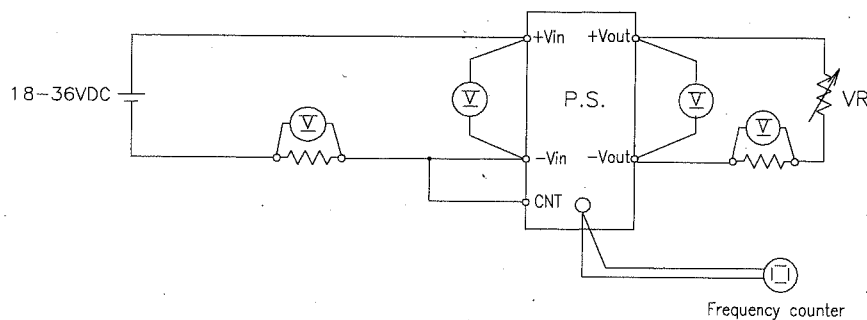 +Vin +Vout
18-36VDC
V
V
P.S.
VR
V
V
-Vin -Vout
CNT
Frequency counter